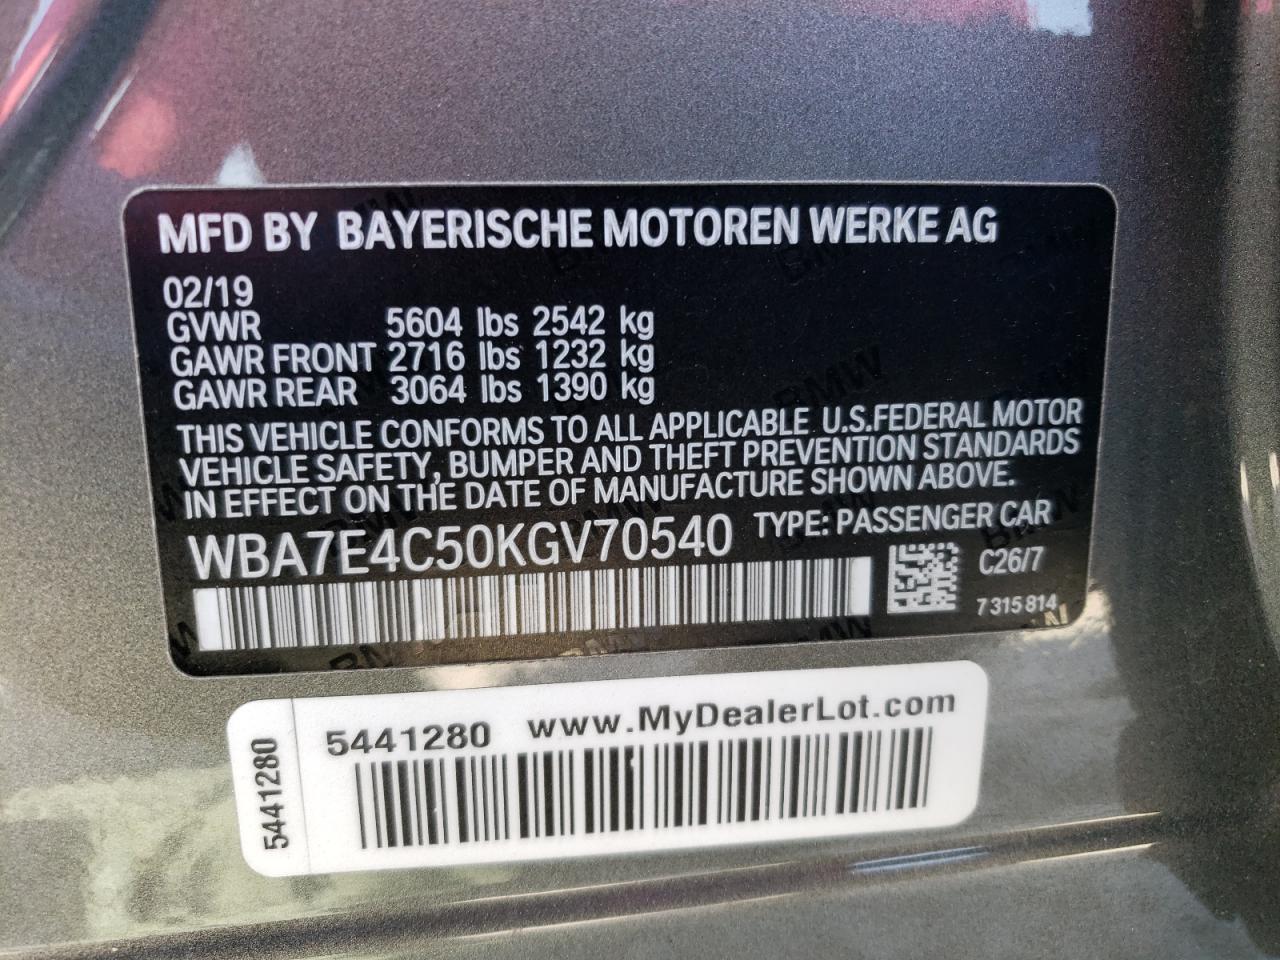 MFD BY BAYERISCHE MOTOREN WERKE AG
02/19
GVWR 5604 lbs 2542 kg
GAWR FRONT 2716 lbs 1232 kg
GAWR REAR 3064 lbs 1390 kg
THIS VEHICLE CONFORMS TO ALL APPLICABLE U.S.FEDERAL MOTOR
VEHICLE SAFETY, BUMPER AND THEFT PREVENTION STANDARDS
IN EFFECT ON THE DATE OF MANUFACTURE SHOWN ABOVE.
WBA7E4C50KGV70540 TYPE: PASSENGER CAR
C26/7
7 315 814
5441280
5441280 www.MyDealerLot.com